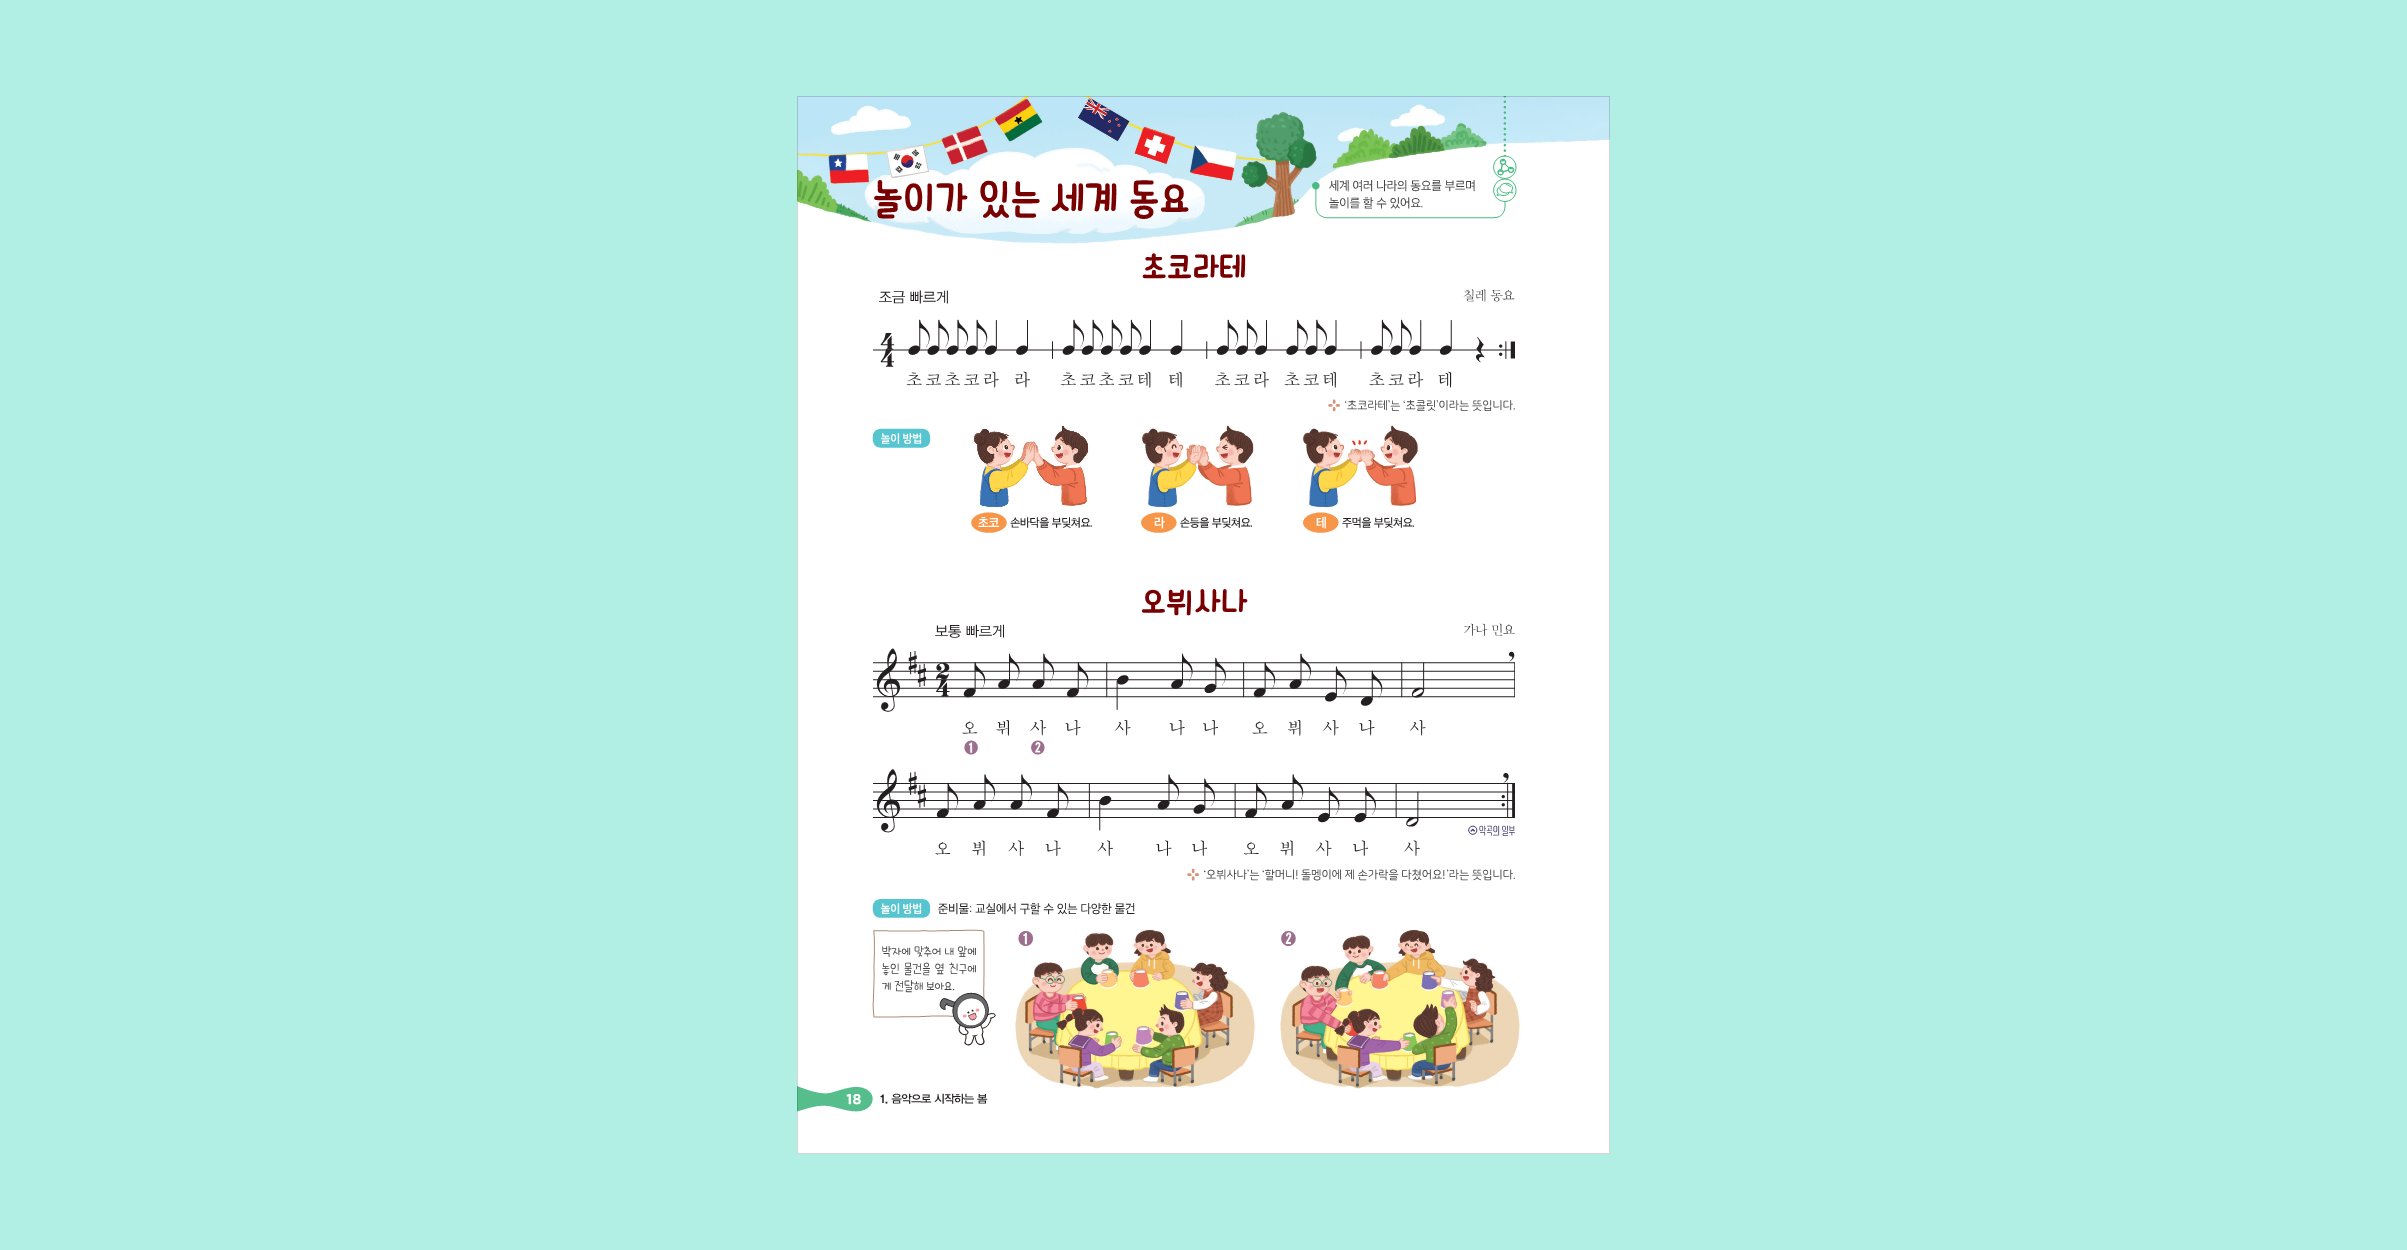 놀이가 있는 세계 동요
세계 여러 나라의 동요를 부르며
놀이를 할 수 있어요.
초코라테
조금 빠르게
칠레 동요
4
4
초 코 초 코 라 라 초 코 초 코 테 테 초 코 라 초 코 테 초 코 라 테
‘초코라테’는 ‘초콜릿’이라는 뜻입니다.
놀이 방법
초코 손바닥을 부딪쳐요.
라 손등을 부딪쳐요.
테 주먹을 부딪쳐요.
오뷔사나
보통 빠르게
가나 민요
2
4
오 뷔 사 나 사 나 나 오 뷔 사 나 사
1 2
악곡의 일부
오 뷔 사 나 사 나 나 오 뷔 사 나 사
‘오뷔사나’는 ‘할머니! 돌멩이에 제 손가락을 다쳤어요!’라는 뜻입니다.
놀이 방법 준비물: 교실에서 구할 수 있는 다양한 물건
박자에 맞추어 내 앞에
놓인 물건을 옆 친구에
게 전달해 보아요.
1
2
18 1. 음악으로 시작하는 봄